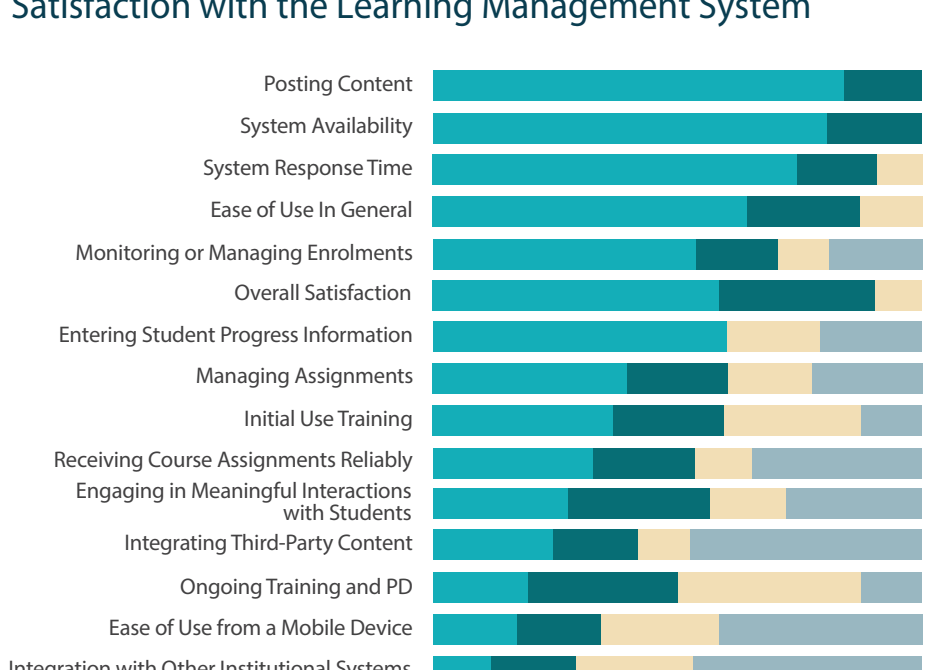 Satisfaction with the Learning Management System
Posting Content
System Availability
System Response Time
Ease of Use In General
Monitoring or Managing Enrolments
Overall Satisfaction
Entering Student Progress Information
Managing Assignments
Initial Use Training
Receiving Course Assignments Reliably
Engaging in Meaningful Interactions
with Students
Integrating Third-Party Content
Ongoing Training and PD
Ease of Use from a Mobile Device
Integration with Other Institutional Systems